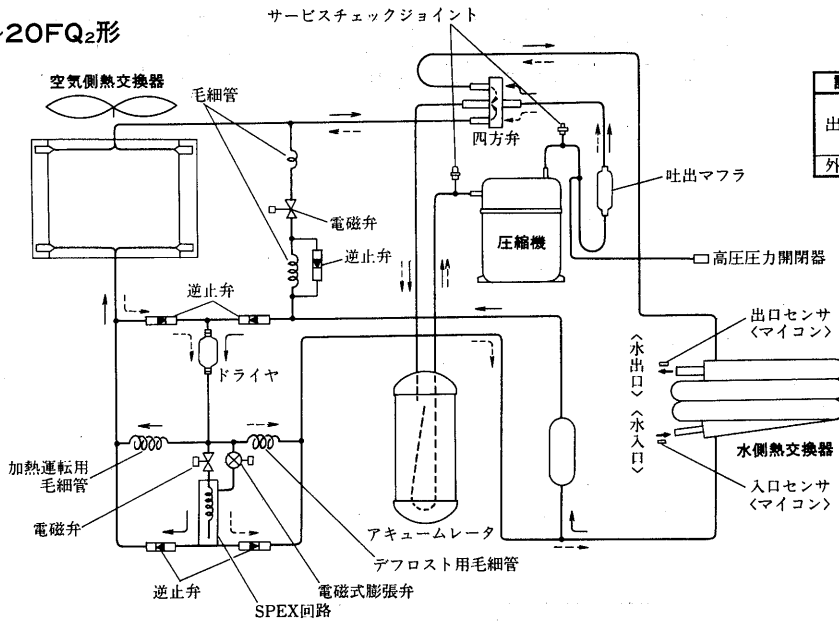 サービスチェックジョイント
-20FQ₂形
空気側熱交換器
毛細管
四方弁
吐出マフラ
電磁弁
圧縮機
逆止弁
高圧圧力開閉器
逆止弁
出口センサ
〈マイコン〉
〈水出口〉
ドライヤ
〈水入口〉
水側熱交換器
加熱運転用
毛細管
入口センサ
〈マイコン〉
電磁弁
アキュームレータ
デフロスト用毛細管
逆止弁
電磁式膨張弁
SPEX回路
出
外